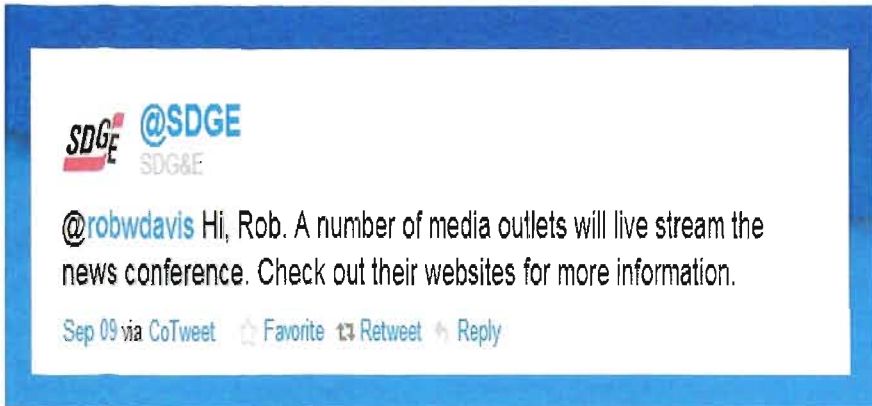 SDGE @SDGE
SDG&E
@robwdavis Hi, Rob. A number of media outlets will live stream the
news conference. Check out their websites for more information.
Sep 09 via CoTweet Favorite Retweet Reply